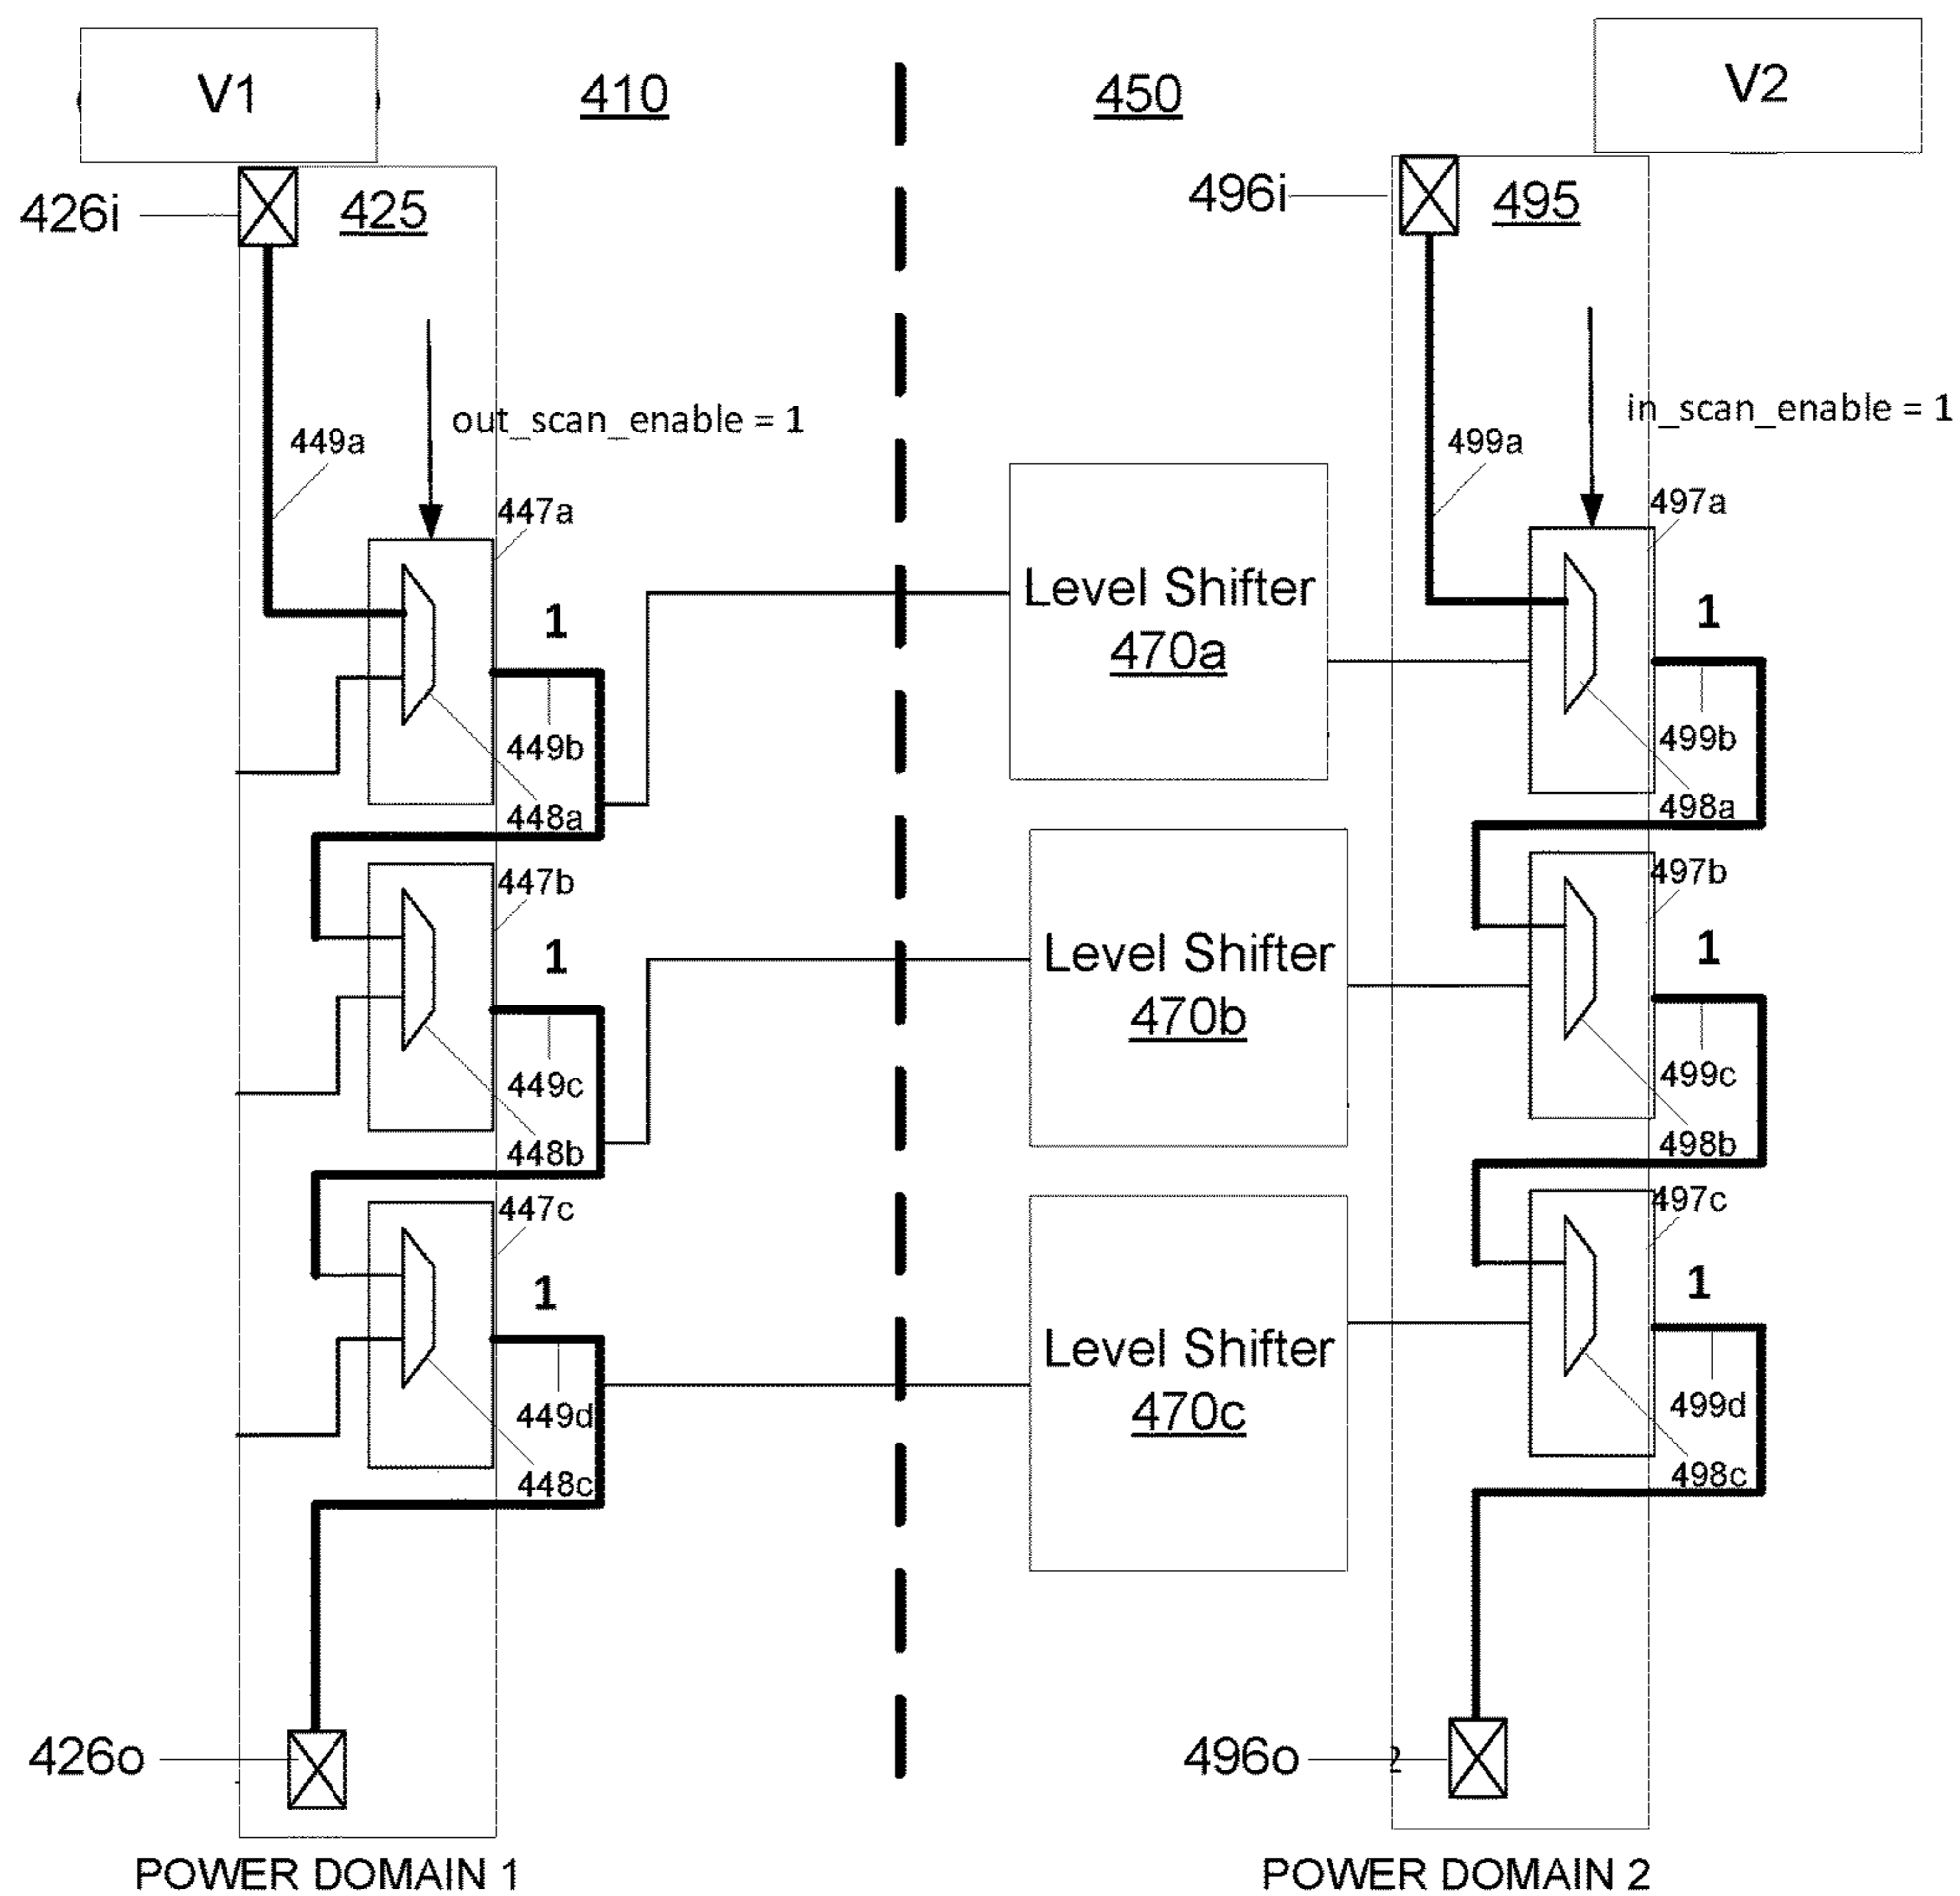 V1
410
450
V2
426i
425
496i
495
out_scan_enable = 1
in_scan_enable = 1
449a
499a
447a
497a
Level Shifter
470a
1
1
449b
499b
448a
498a
447b
497b
Level Shifter
470b
1
1
449c
499c
448b
498b
447c
497c
1
1
Level Shifter
470c
449d
499d
448c
498c
426o
496o
2
POWER DOMAIN 1
POWER DOMAIN 2